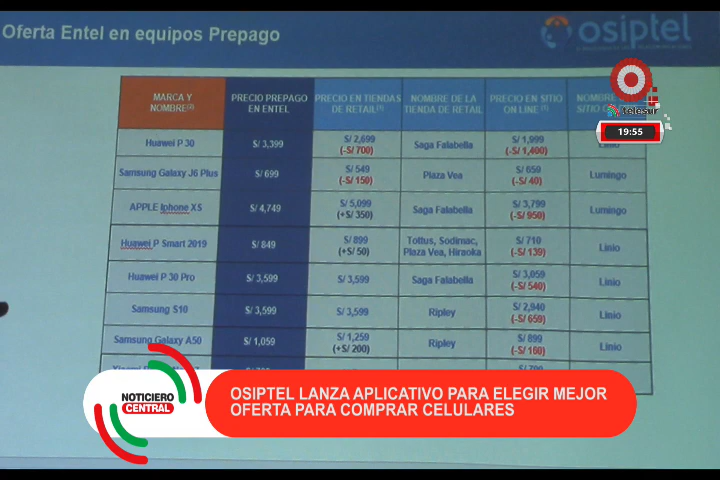 Oferta Entel en equipos Prepago
osiptel
telesur
19:55
MARCA Y NOMBRE(2) PRECIO PREPAGO EN ENTEL PRECIO EN TIENDAS DE RETAIL(1) NOMBRE DE LA TIENDA DE RETAIL PRECIO EN SITIO ON LINE (1) NOMBRE SITIO
Huawei P 30 S/ 3,399 S/ 2,699 (-S/ 700) Saga Falabella S/ 1,999 (-S/ 1,400) Linio
Samsung Galaxy J6 Plus S/ 699 S/ 549 (-S/ 150) Plaza Vea S/ 659 (-S/ 40) Lumingo
APPLE Iphone XS S/ 4,749 S/ 5,099 (+S/ 350) Saga Falabella S/ 3,799 (-S/ 950) Lumingo
Huawei P Smart 2019 S/ 849 S/ 899 (+S/ 50) Tottus, Sodimac, Plaza Vea, Hiraoka S/ 710 (-S/ 139) Linio
Huawei P 30 Pro S/ 3,599 S/ 3,599 Saga Falabella S/ 3,059 (-S/ 540) Linio
Samsung S10 S/ 3,599 S/ 3,599 Ripley S/ 2,940 (-S/ 659) Linio
Samsung Galaxy A50 S/ 1,059 S/ 1,259 (+S/ 200) Ripley S/ 899 (-S/ 160) Linio
NOTICIERO
CENTRAL
OSIPTEL LANZA APLICATIVO PARA ELEGIR MEJOR
OFERTA PARA COMPRAR CELULARES